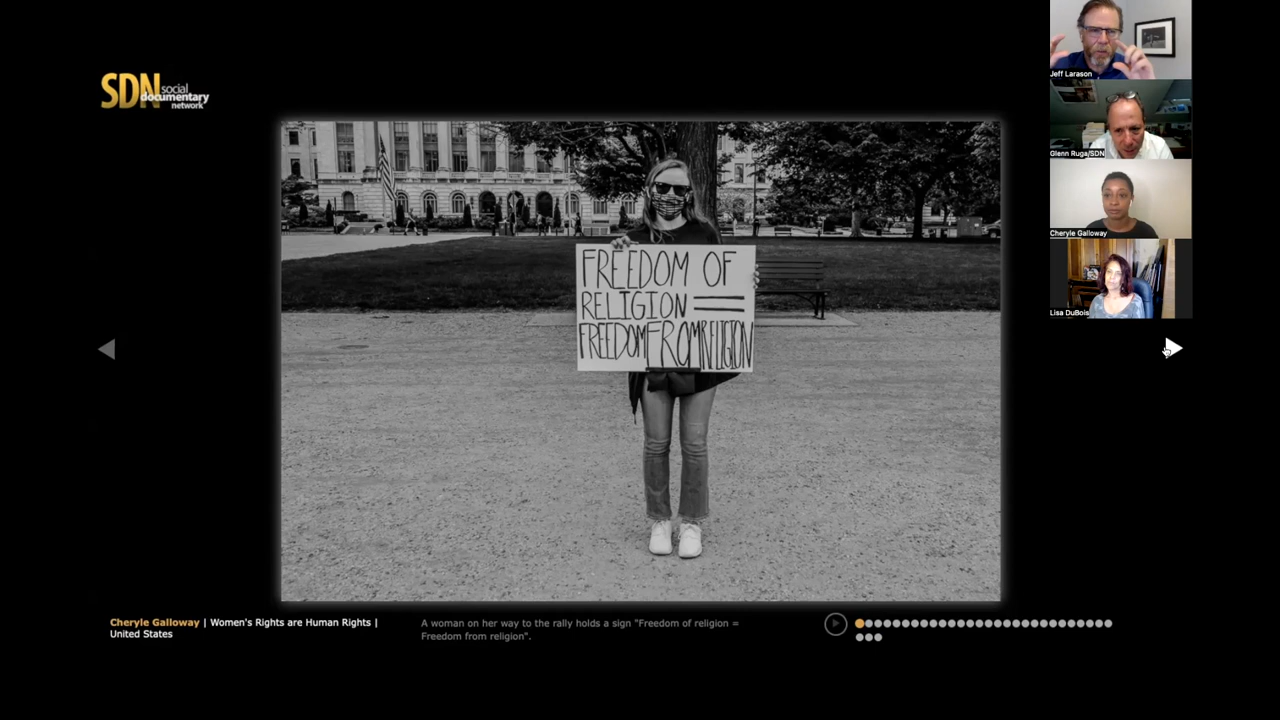 SDN social
documentary
network
Jeff Larason
Glenn Ruga/SDN
Cheryle Galloway
Lisa DuBois
FREEDOM OF
RELIGION =
FREEDOM FROM RELIGION
Cheryle Galloway | Women's Rights are Human Rights |
United States
A woman on her way to the rally holds a sign "Freedom of religion =
Freedom from religion".